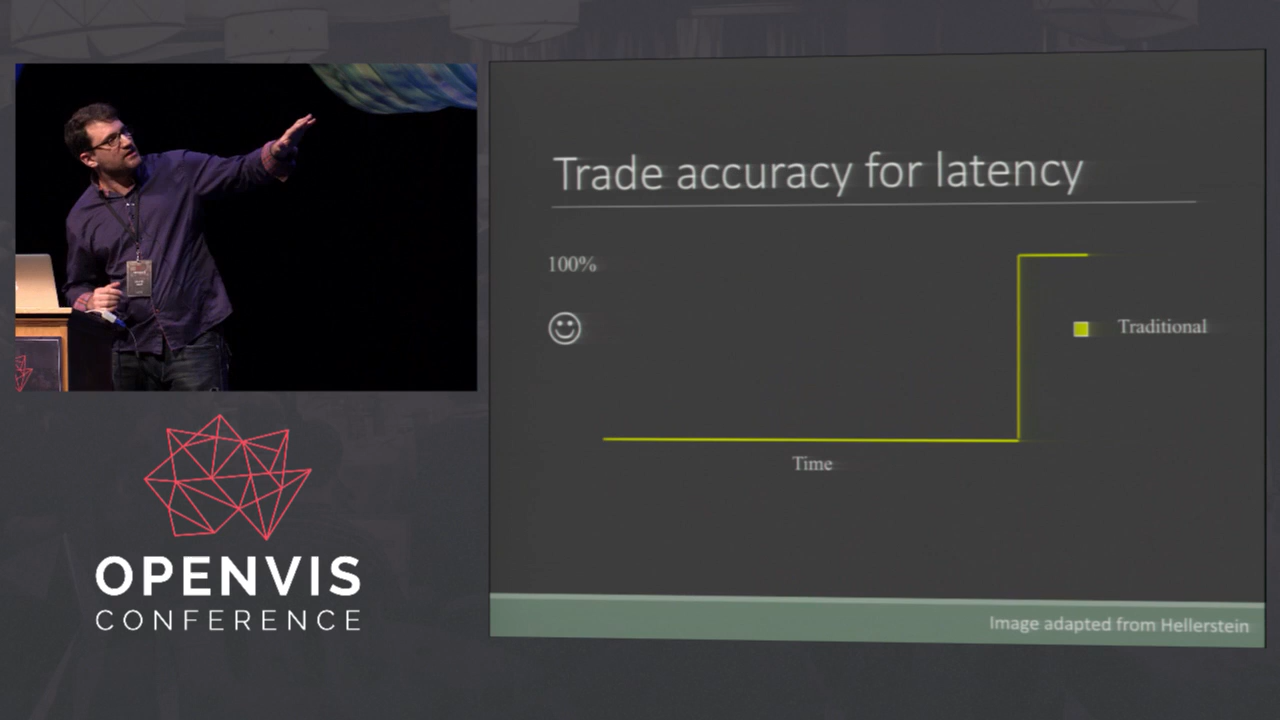 Trade accuracy for latency
100%
Traditional
Time
Image adapted from Hellerstein
OPENVIS
CONFERENCE